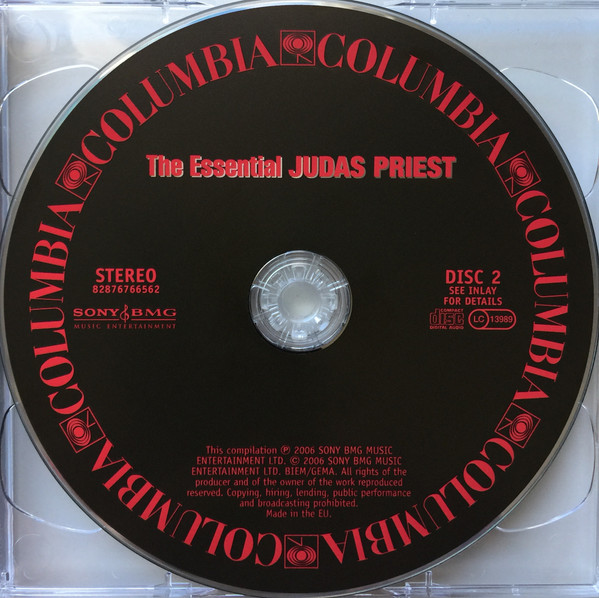 COLUMBIA COLUMBIA COLUMBIA COLUMBIA COLUMBIA COLUMBIA COLUMBIA
The Essential JUDAS PRIEST
STEREO
82876766562
SONY BMG
MUSIC ENTERTAINMENT
DISC 2
SEE INLAY
FOR DETAILS
COMPACT
disc
DIGITAL AUDIO
LC 13989
This compilation ℗ 2006 SONY BMG MUSIC
ENTERTAINMENT LTD. © 2006 SONY BMG MUSIC
ENTERTAINMENT LTD. BIEM/GEMA. All rights of the
producer and of the owner of the work reproduced
reserved. Copying, hiring, lending, public performance
and broadcasting prohibited.
Made in the EU.